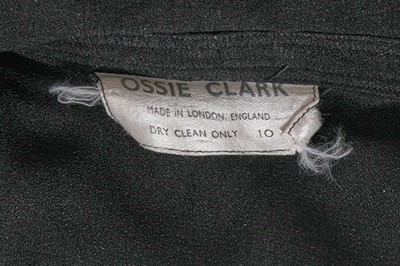 OSSIE CLARK
MADE IN LONDON, ENGLAND
DRY CLEAN ONLY 10